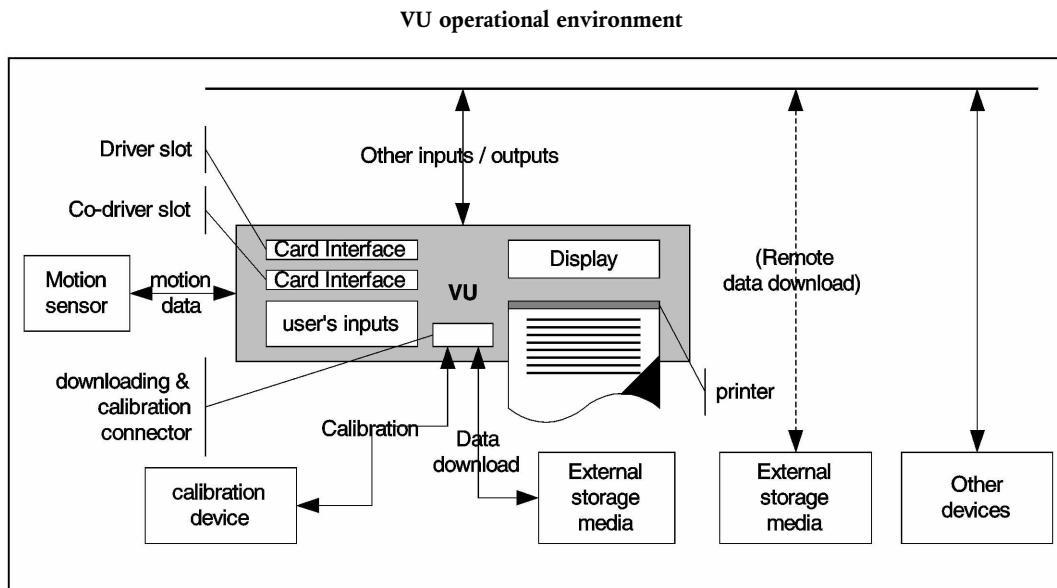 VU operational environment
Driver slot
Other inputs / outputs
Co-driver slot
Card Interface
Card Interface
Display
(Remote
data download)
Motion
sensor
motion
data
VU
user's inputs
downloading &
calibration
connector
printer
Calibration
Data
download
calibration
device
External
storage
media
External
storage
media
Other
devices